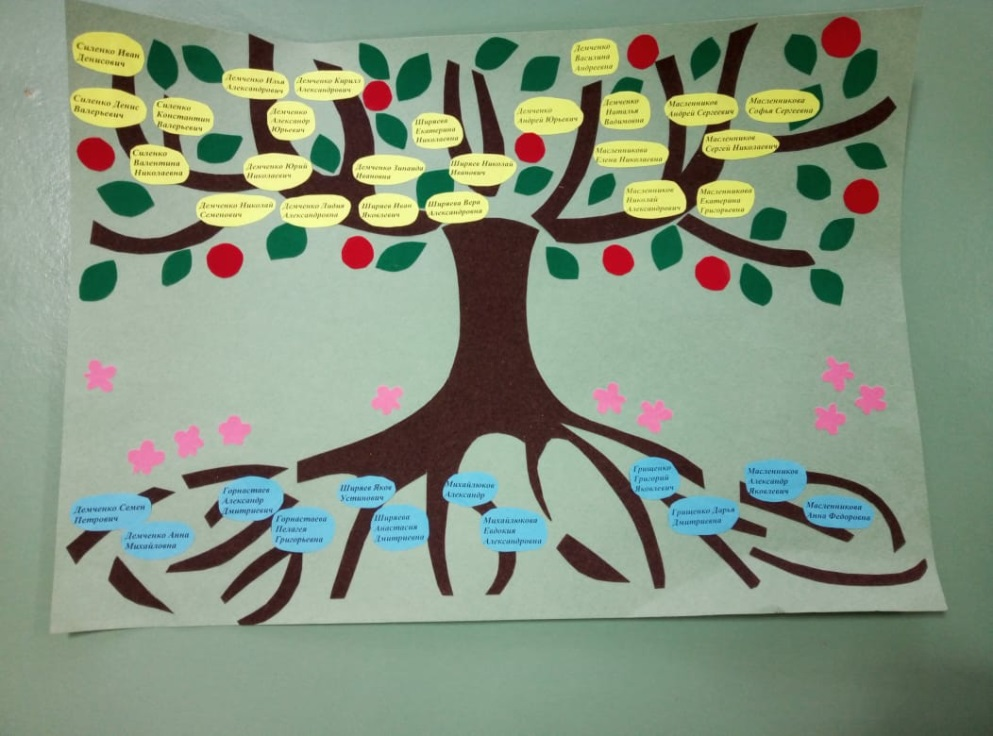 Силенко Иван
Денисович
Демченко
Василина
Андреевна
Демченко Илья
Александрович
Демченко Кирилл
Александрович
Силенко Денис
Валерьевич
Силенко
Константин
Валерьевич
Демченко
Александр
Юрьевич
Ширяева
Екатерина
Николаевна
Демченко
Андрей Юрьевич
Демченко
Наталья
Вадимовна
Масленников
Андрей Сергеевич
Масленникова
Софья Сергеевна
Масленников
Сергей Николаевич
Силенко
Валентина
Николаевна
Демченко Юрий
Николаевич
Демченко Зинаида
Ивановна
Ширяев Николай
Иванович
Масленникова
Елена Николаевна
Демченко Николай
Семенович
Демченко Лидия
Александровна
Ширяев Иван
Яковлевич
Ширяева Вера
Александровна
Масленников
Николай
Александрович
Масленникова
Екатерина
Григорьевна
Демченко Семен
Петрович
Демченко Анна
Михайловна
Горностаев
Александр
Дмитриевич
Горностаева
Пелагея
Григорьевна
Ширяев Яков
Устинович
Ширяева
Анастасия
Дмитриевна
Михайлюков
Александр
Михайлюкова
Евдокия
Александровна
Грищенко
Григорий
Яковлевич
Грищенко Дарья
Дмитриевна
Масленников
Александр
Яковлевич
Масленникова
Анна Федоровна